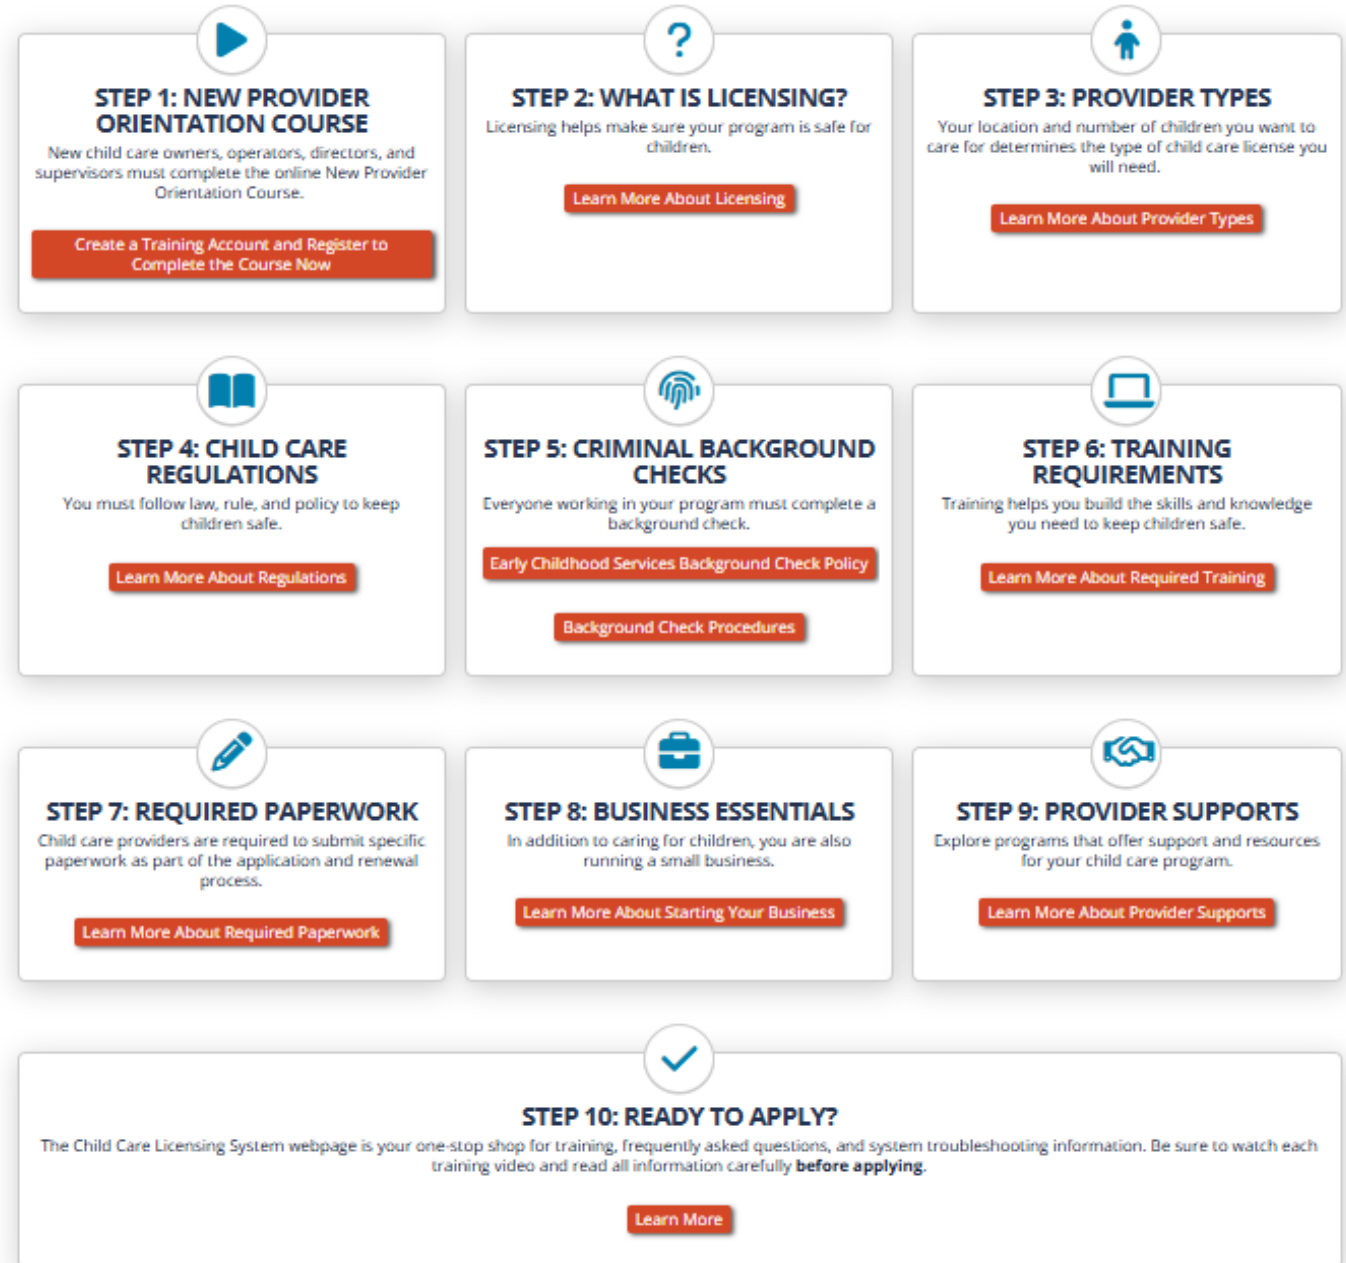 STEP 1: NEW PROVIDER
ORIENTATION COURSE
New child care owners, operators, directors, and
supervisors must complete the online New Provider
Orientation Course.
Create a Training Account and Register to
Complete the Course Now
STEP 2: WHAT IS LICENSING?
Licensing helps make sure your program is safe for
children.
Learn More About Licensing
STEP 3: PROVIDER TYPES
Your location and number of children you want to
care for determines the type of child care license you
will need.
Learn More About Provider Types
STEP 4: CHILD CARE
REGULATIONS
You must follow law, rule, and policy to keep
children safe.
Learn More About Regulations
STEP 5: CRIMINAL BACKGROUND
CHECKS
Everyone working in your program must complete a
background check.
Early Childhood Services Background Check Policy
Background Check Procedures
STEP 6: TRAINING
REQUIREMENTS
Training helps you build the skills and knowledge
you need to keep children safe.
Learn More About Required Training
STEP 7: REQUIRED PAPERWORK
Child care providers are required to submit specific
paperwork as part of the application and renewal
process.
Learn More About Required Paperwork
STEP 8: BUSINESS ESSENTIALS
In addition to caring for children, you are also
running a small business.
Learn More About Starting Your Business
STEP 9: PROVIDER SUPPORTS
Explore programs that offer support and resources
for your child care program.
Learn More About Provider Supports
STEP 10: READY TO APPLY?
The Child Care Licensing System webpage is your one-stop shop for training, frequently asked questions, and system troubleshooting information. Be sure to watch each
training video and read all information carefully before applying.
Learn More